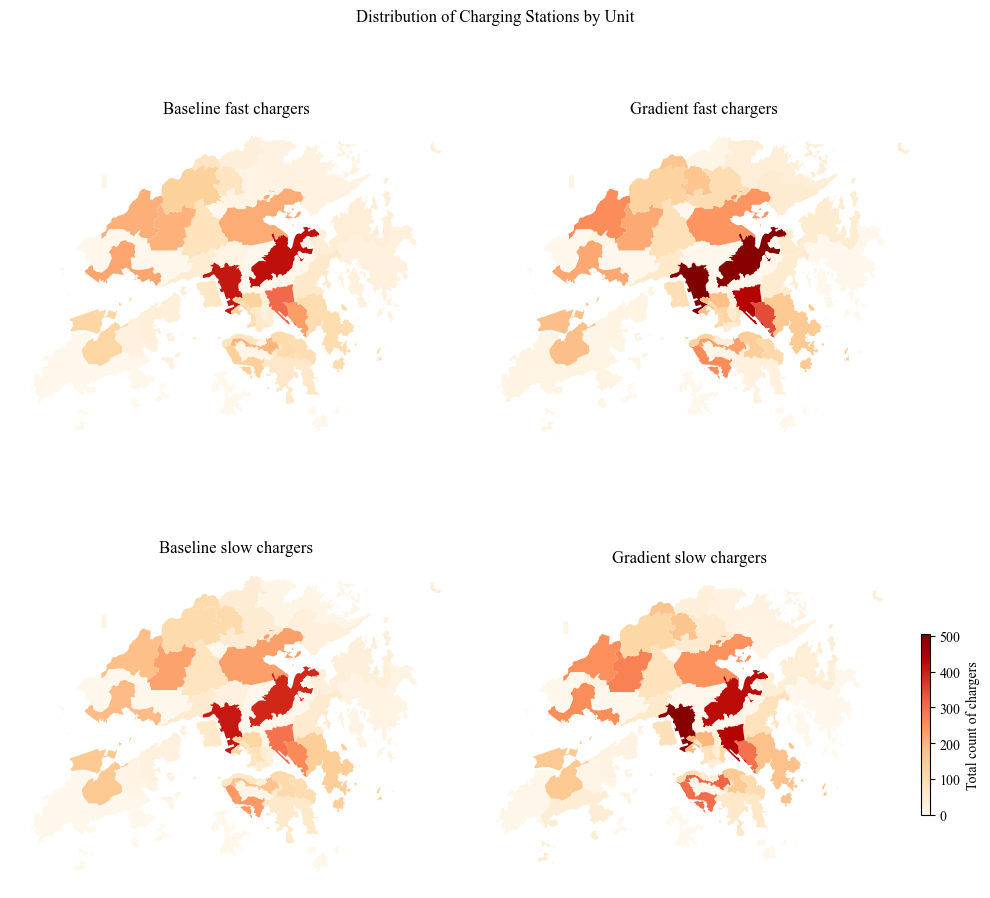 Distribution of Charging Stations by Unit
Baseline fast chargers
Gradient fast chargers
Baseline slow chargers
Gradient slow chargers
500
400
300
200
100
0
Total count of chargers